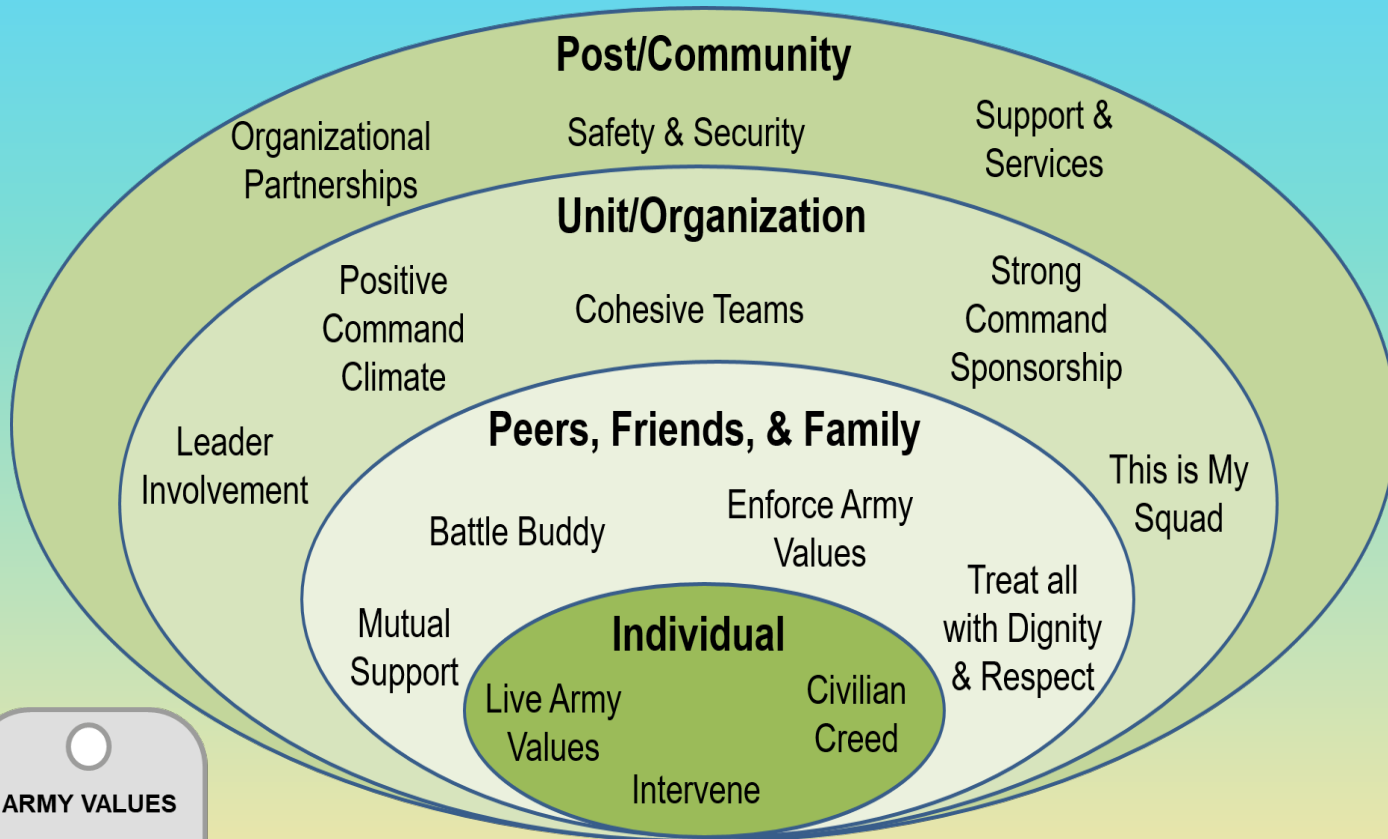 Post/Community
Organizational
Partnerships
Safety & Security
Support &
Services
Unit/Organization
Positive
Command
Climate
Cohesive Teams
Strong
Command
Sponsorship
Leader
Involvement
This is My
Squad
Peers, Friends, & Family
Battle Buddy
Enforce Army
Values
Mutual
Support
Treat all
with Dignity
& Respect
Individual
Live Army
Values
Civilian
Creed
Intervene
ARMY VALUES